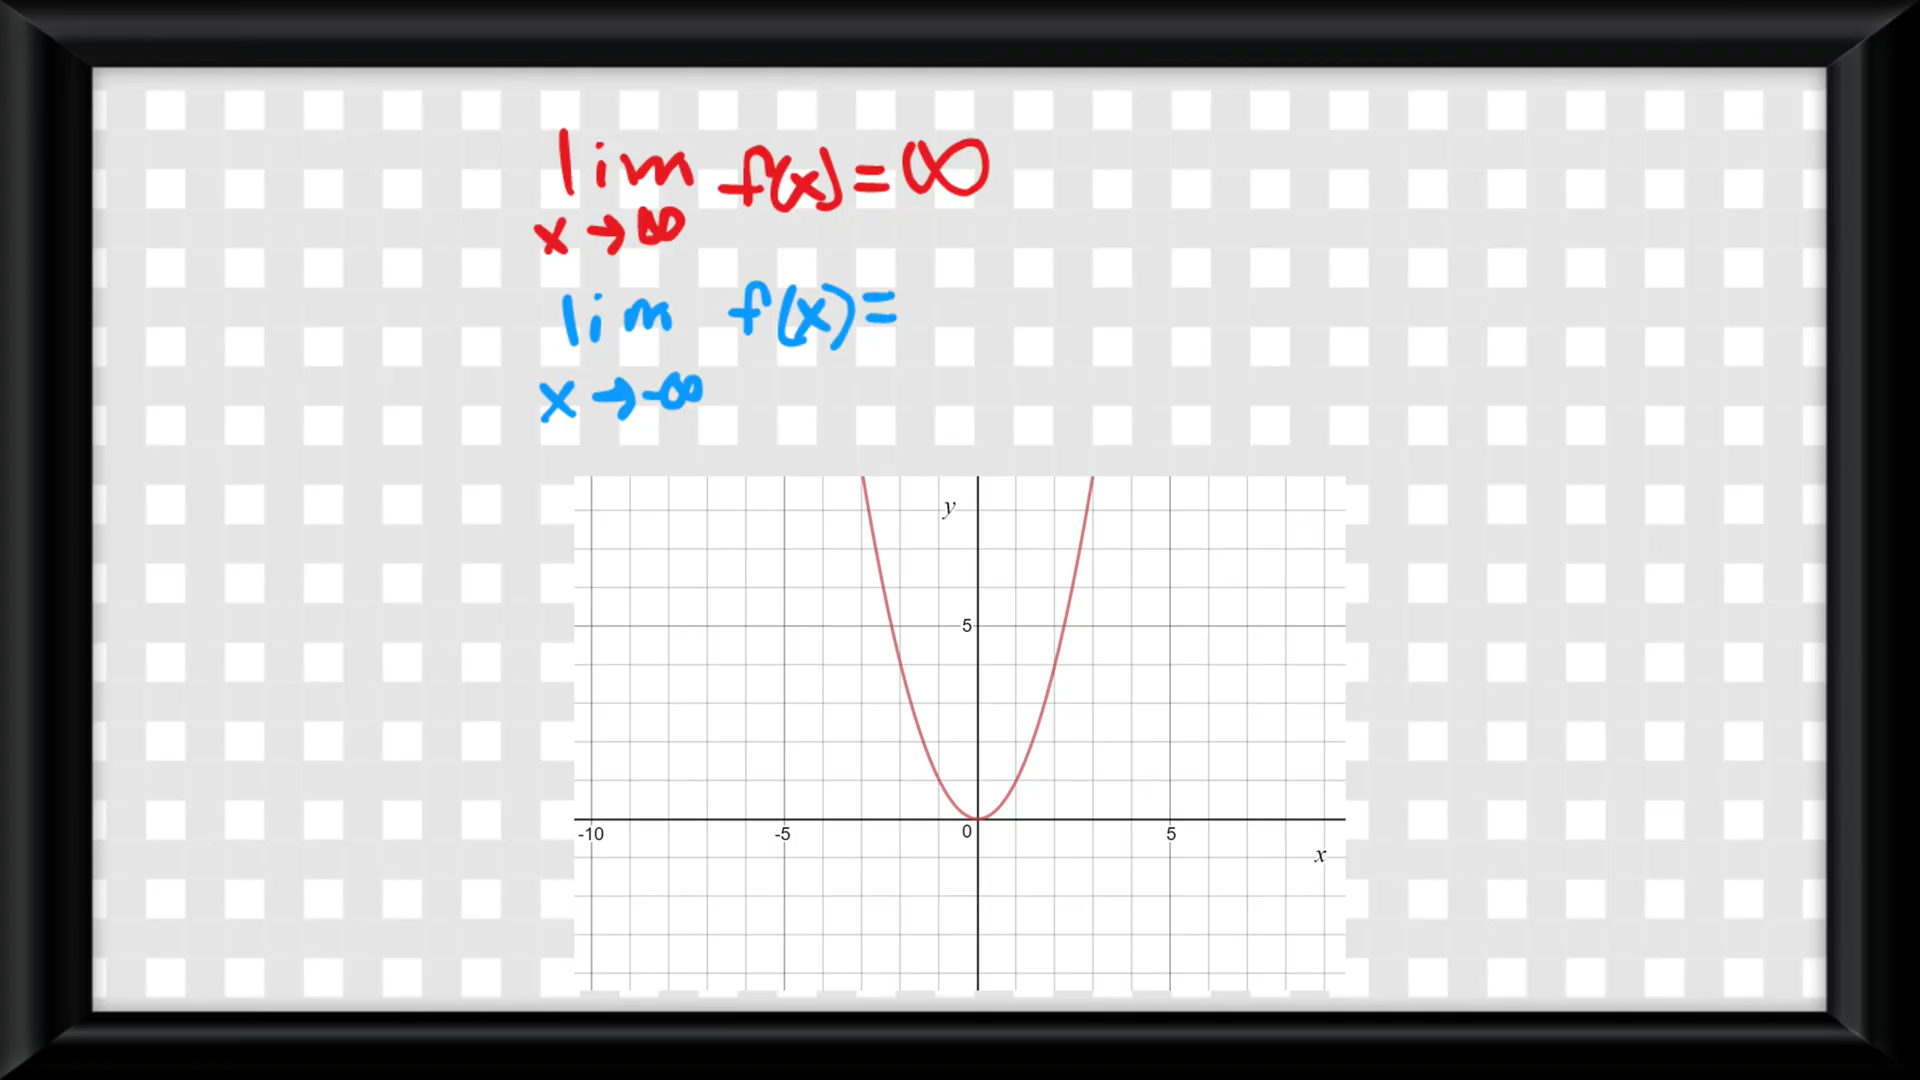 lim f(x)=∞
x→∞
lim f(x)=
x→-∞
y
5
-10 -5 0 5
x